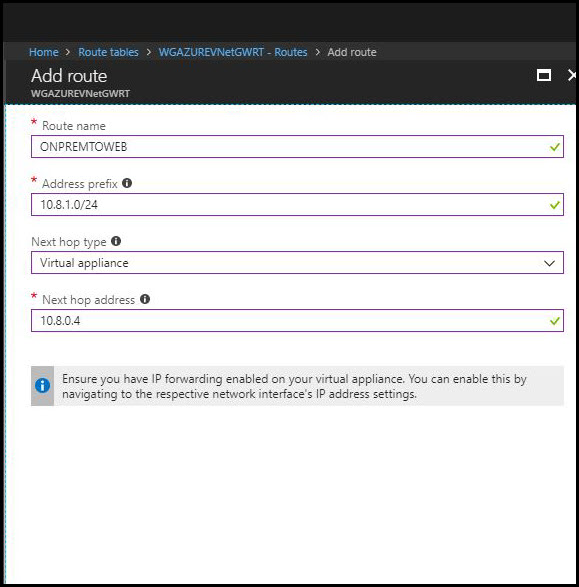 Home > Route tables > WGAZUREVNetGWRT - Routes > Add route
Add route
WGAZUREVNetGWRT
* Route name
ONPREMTOWEB
* Address prefix
10.8.1.0/24
Next hop type
Virtual appliance
* Next hop address
10.8.0.4
Ensure you have IP forwarding enabled on your virtual appliance. You can enable this by
navigating to the respective network interface's IP address settings.